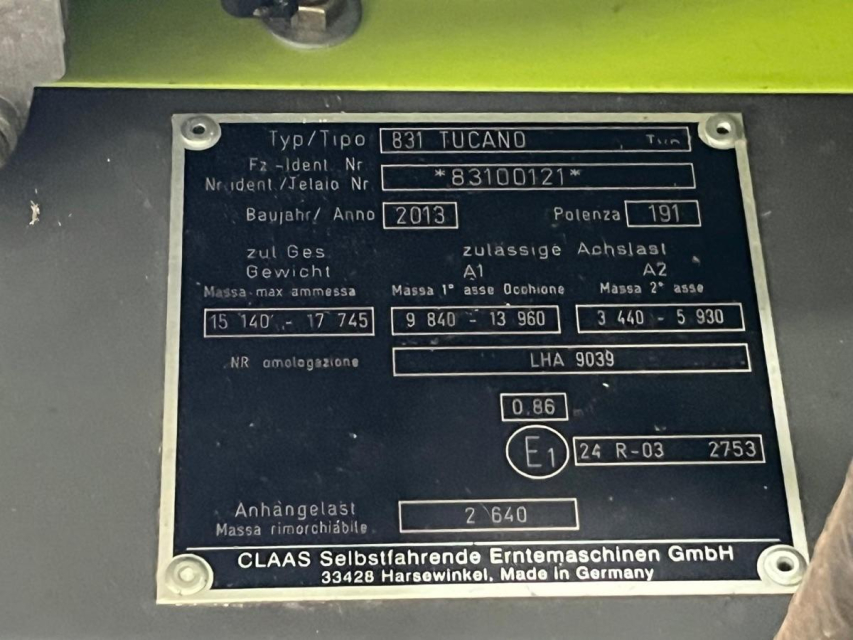 Typ/Tipo 831 TUCANO
Fz-Ident. Nr
Nr.ident./Telaio Nr *83100121*
Baujahr/ Anno 2013 Potenza 191
zul Ges zulässige Achslast
Gewicht A1 A2
Massa max ammessa Massa 1° asse Massa 2° asse
15 140 - 17 745 9 840 - 13 960 3 440 - 5 930
NR omologazione LHA 9039
0.86
E1 24 R-03 2753
Anhängelast 2 640
Massa rimorchiabile
CLAAS Selbstfahrende Erntemaschinen GmbH
33428 Harsewinkel, Made in Germany